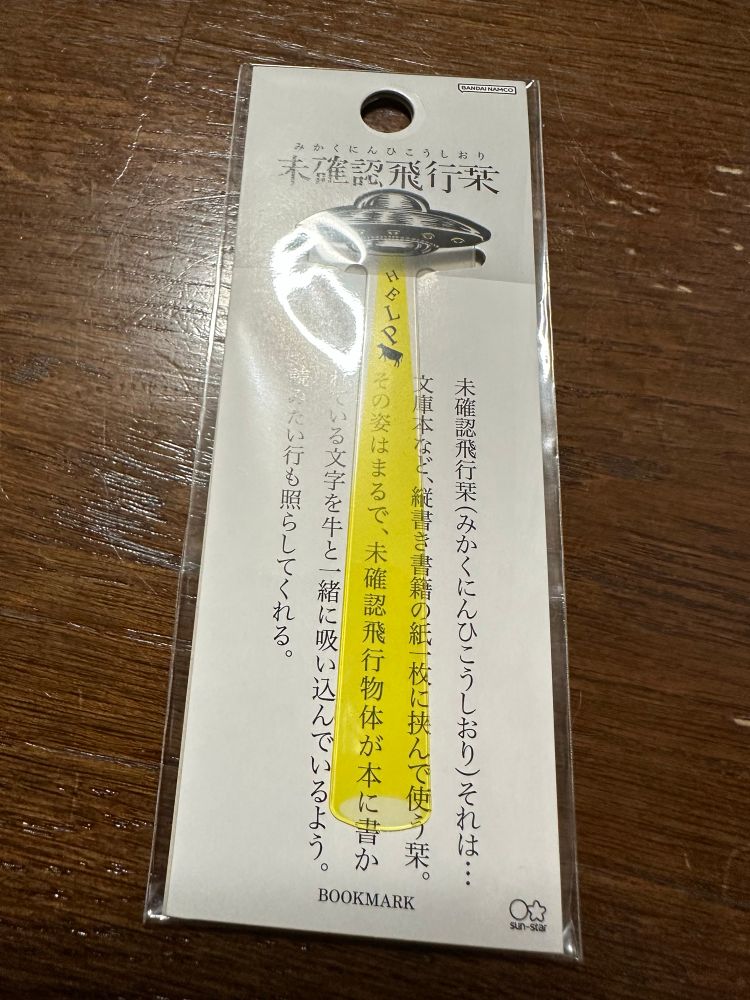 BANDAI NAMCO
みかくにんひこうしおり
未確認飛行栞
HELP
未確認飛行栞(みかくにんひこうしおり)それは…
文庫本など、縦書き書籍の紙一枚に挟んで使う栞。
その姿はまるで、未確認飛行物体が本に書か
れている文字を牛と一緒に吸い込んでいるよう。
読みたい行も照らしてくれる。
BOOKMARK
sun-star